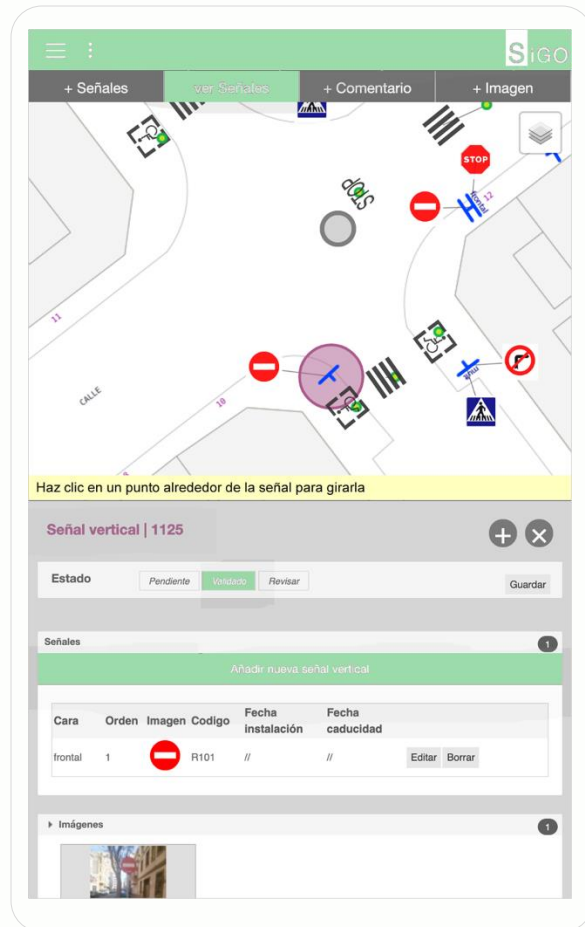 SiGO
+ Señales
ver Señales
+ Comentario
+ Imagen
STOP
STOP
frontal
12
11
CALLE
10
Haz clic en un punto alrededor de la señal para girarla
Señal vertical | 1125
Estado
Pendiente
Validado
Revisar
Guardar
Señales
1
Añadir nueva señal vertical
Cara Orden Imagen Codigo Fecha instalación Fecha caducidad
frontal 1 R101 // // Editar Borrar
Imágenes
1